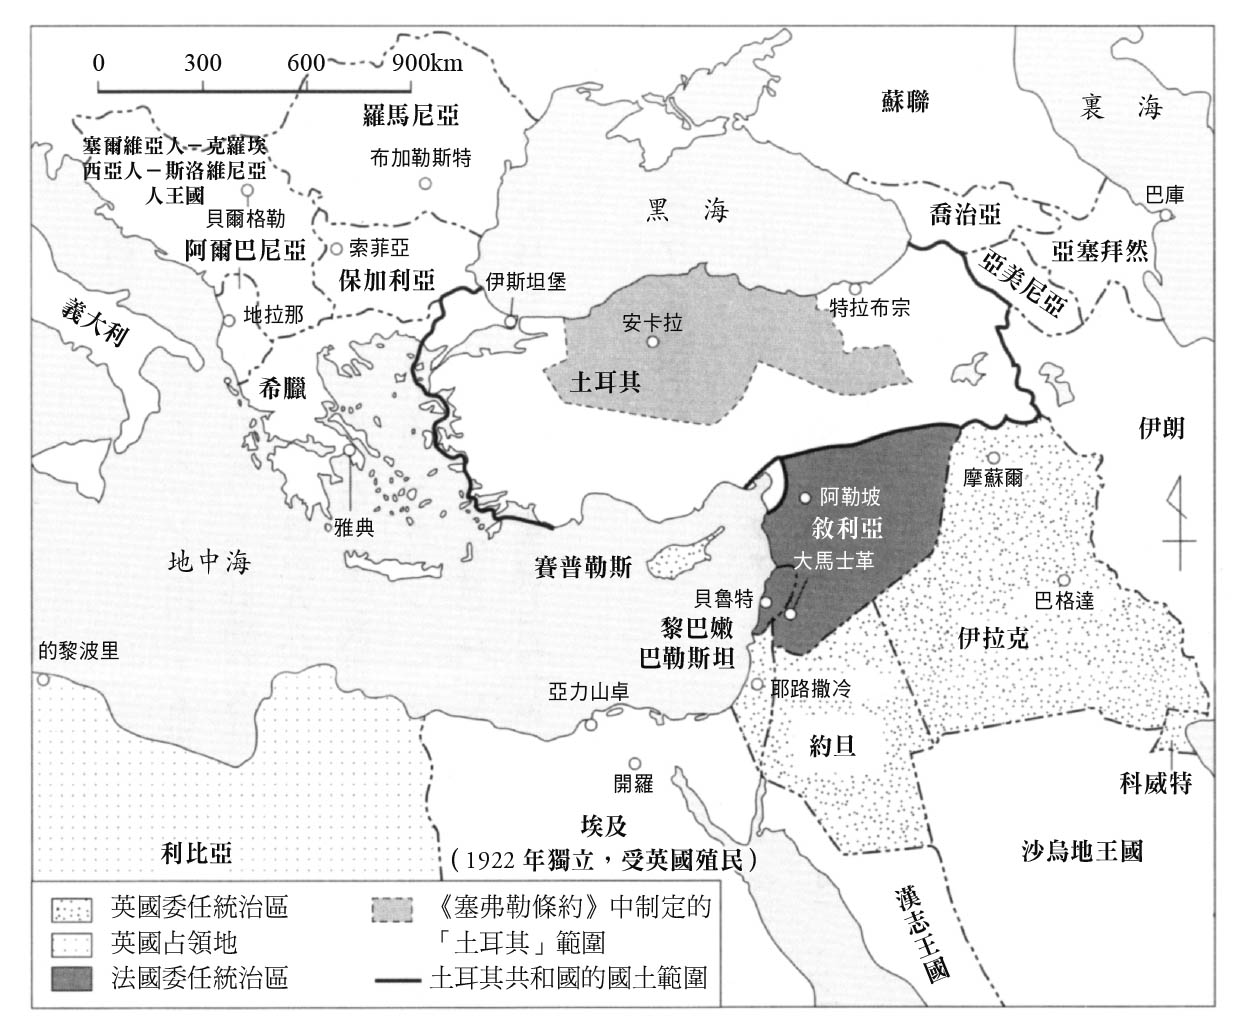 0 300 600 900km
蘇聯
裏海
羅馬尼亞
塞爾維亞人－克羅埃
西亞人－斯洛維尼亞
人王國
布加勒斯特
貝爾格勒
黑海
巴庫
喬治亞
阿爾巴尼亞
索菲亞
保加利亞
亞塞拜然
亞美尼亞
伊斯坦堡
義大利
地拉那
安卡拉
特拉布宗
希臘
土耳其
伊朗
摩蘇爾
阿勒坡
敘利亞
雅典
地中海
賽普勒斯
大馬士革
貝魯特
巴格達
黎巴嫩
伊拉克
巴勒斯坦
的黎波里
亞力山卓
耶路撒冷
約旦
開羅
科威特
埃及
（1922 年獨立，受英國殖民）
利比亞
沙烏地王國
漢志王國
英國委任統治區
英國占領地
法國委任統治區
《塞弗勒條約》中制定的
「土耳其」範圍
土耳其共和國的國土範圍